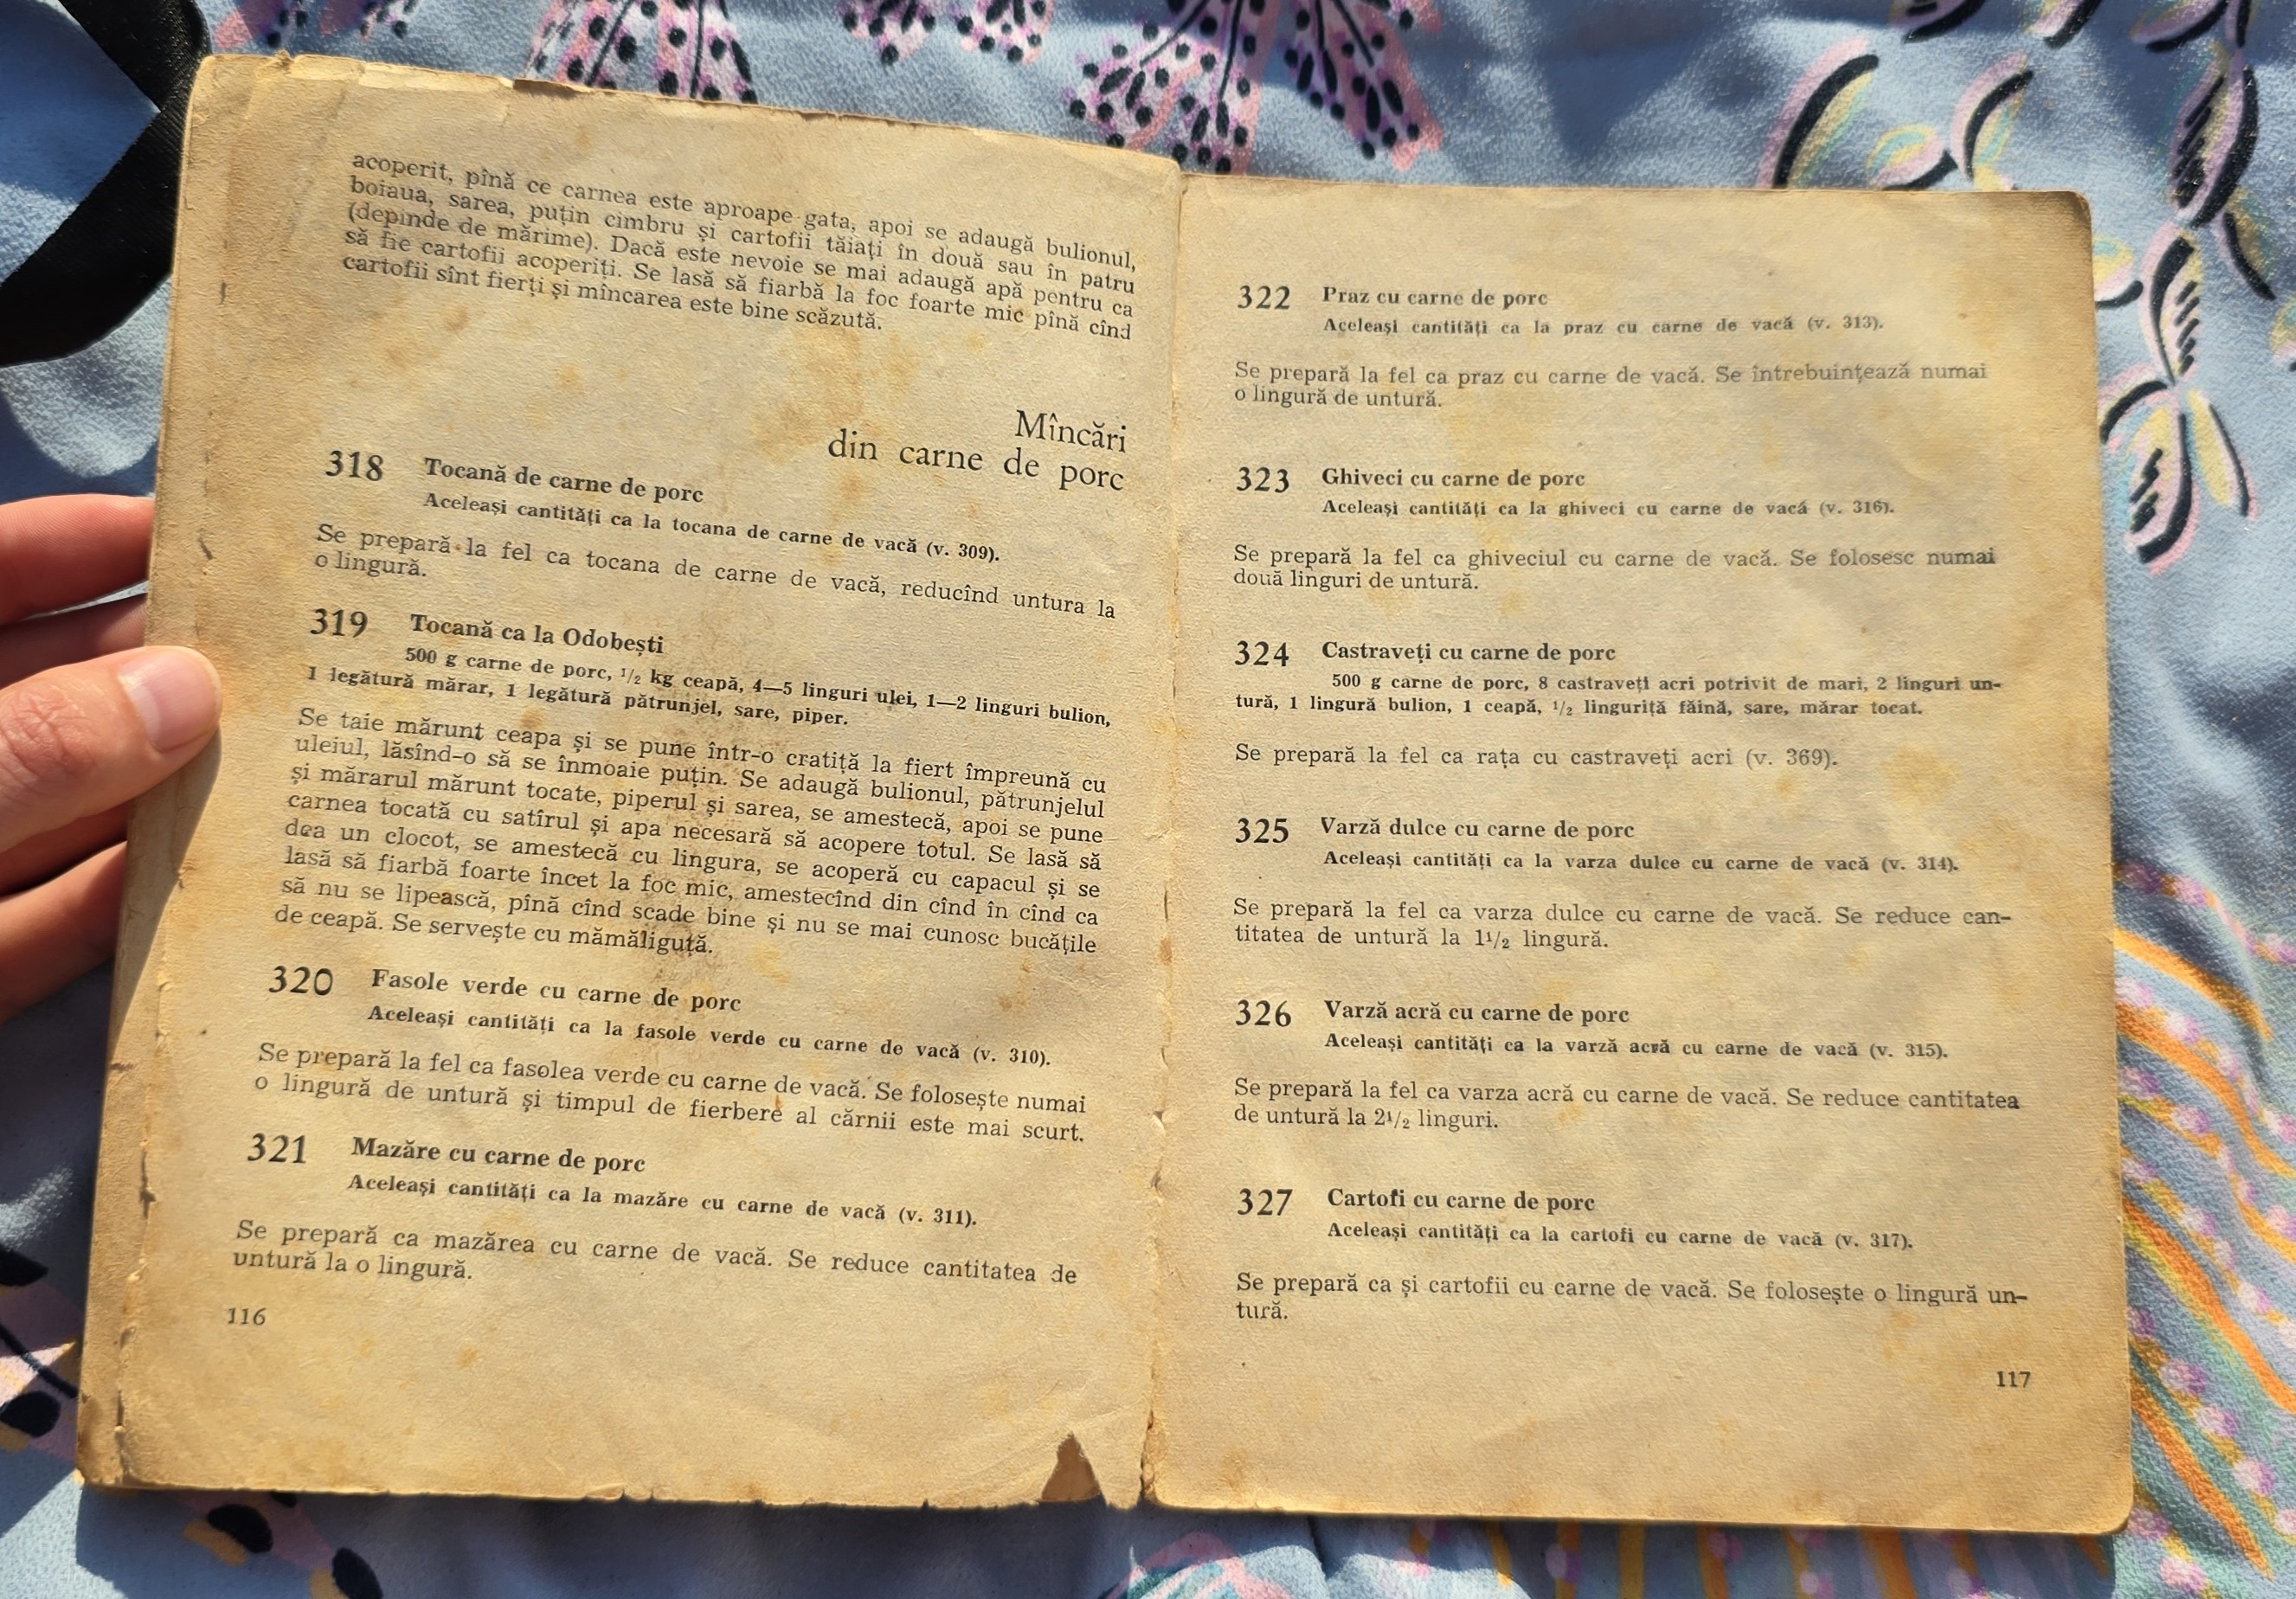 acoperit, pînă ce carnea este aproape gata, apoi se adaugă bulionul,
boiaua, sarea, puțin cimbru și cartofii tăiați în două sau în patru
(depinde de mărime). Dacă este nevoie se mai adaugă apă pentru ca
să fie cartofii acoperiți. Se lasă să fiarbă la foc foarte mic pînă cînd
cartofii sînt fierți și mîncarea este bine scăzută.
Mîncări
din carne de porc
318 Tocană de carne de porc
Aceleași cantități ca la tocana de carne de vacă (v. 309).
Se prepară la fel ca tocana de carne de vacă, reducînd untura la
o lingură.
319 Tocană ca la Odobești
500 g carne de porc, 1/2 kg ceapă, 4—5 linguri ulei, 1—2 linguri bulion,
1 legătură mărar, 1 legătură pătrunjel, sare, piper.
Se taie mărunt ceapa și se pune într-o cratiță la fiert împreună cu
uleiul, lăsînd-o să se înmoaie puțin. Se adaugă bulionul, pătrunjelul
și mărarul mărunt tocate, piperul și sarea, se amestecă, apoi se pune
carnea tocată cu satîrul și apa necesară să acopere totul. Se lasă să
dea un clocot, se amestecă cu lingura, se acoperă cu capacul și se
lasă să fiarbă foarte încet la foc mic, amestecînd din cînd în cînd ca
să nu se lipească, pînă cînd scade bine și nu se mai cunosc bucățile
de ceapă. Se servește cu mămăliguță.
320 Fasole verde cu carne de porc
Aceleași cantități ca la fasole verde cu carne de vacă (v. 310).
Se prepară la fel ca fasolea verde cu carne de vacă. Se folosește numai
o lingură de untură și timpul de fierbere al cărnii este mai scurt.
321 Mazăre cu carne de porc
Aceleași cantități ca la mazăre cu carne de vacă (v. 311).
Se prepară ca mazărea cu carne de vacă. Se reduce cantitatea de
untură la o lingură.
116
322 Praz cu carne de porc
Aceleași cantități ca la praz cu carne de vacă (v. 313).
Se prepară la fel ca praz cu carne de vacă. Se întrebuințează numai
o lingură de untură.
323 Ghiveci cu carne de porc
Aceleași cantități ca la ghiveci cu carne de vacă (v. 316).
Se prepară la fel ca ghiveciul cu carne de vacă. Se folosesc numai
două linguri de untură.
324 Castraveți cu carne de porc
500 g carne de porc, 8 castraveți acri potrivit de mari, 2 linguri un-
tură, 1 lingură bulion, 1 ceapă, 1/2 linguriță făină, sare, mărar tocat.
Se prepară la fel ca rața cu castraveți acri (v. 369).
325 Varză dulce cu carne de porc
Aceleași cantități ca la varza dulce cu carne de vacă (v. 314).
Se prepară la fel ca varza dulce cu carne de vacă. Se reduce can-
titatea de untură la 1 1/2 lingură.
326 Varză acră cu carne de porc
Aceleași cantități ca la varză acră cu carne de vacă (v. 315).
Se prepară la fel ca varza acră cu carne de vacă. Se reduce cantitatea
de untură la 2 1/2 linguri.
327 Cartofi cu carne de porc
Aceleași cantități ca la cartofi cu carne de vacă (v. 317).
Se prepară ca și cartofii cu carne de vacă. Se folosește o lingură un-
tură.
117